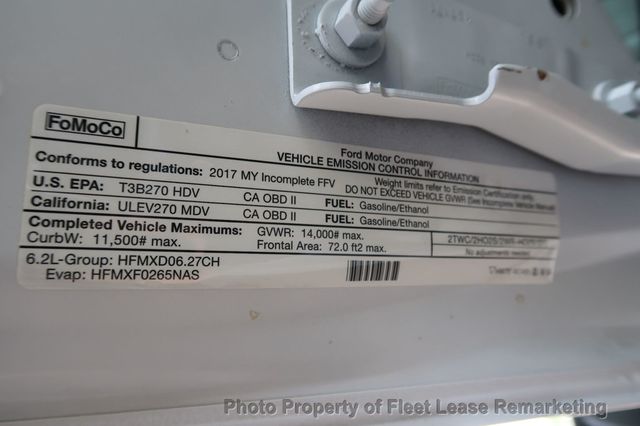 FoMoCo
Ford Motor Company
VEHICLE EMISSION CONTROL INFORMATION
Conforms to regulations: 2017 MY Incomplete FFV
Weight limits refer to Emission Certification only.
DO NOT EXCEED VEHICLE GVWR (See Incomplete Vehicle
U.S. EPA: T3B270 HDV CA OBD II FUEL: Gasoline/Ethanol
California: ULEV270 MDV CA OBD II FUEL: Gasoline/Ethanol
Completed Vehicle Maximums: GVWR: 14,000# max.
CurbW: 11,500# max. Frontal Area: 72.0 ft2 max.
No adjustments needed.
6.2L-Group: HFMXD06.27CH
Evap: HFMXF0265NAS
Photo Property of Fleet Lease Remarketing